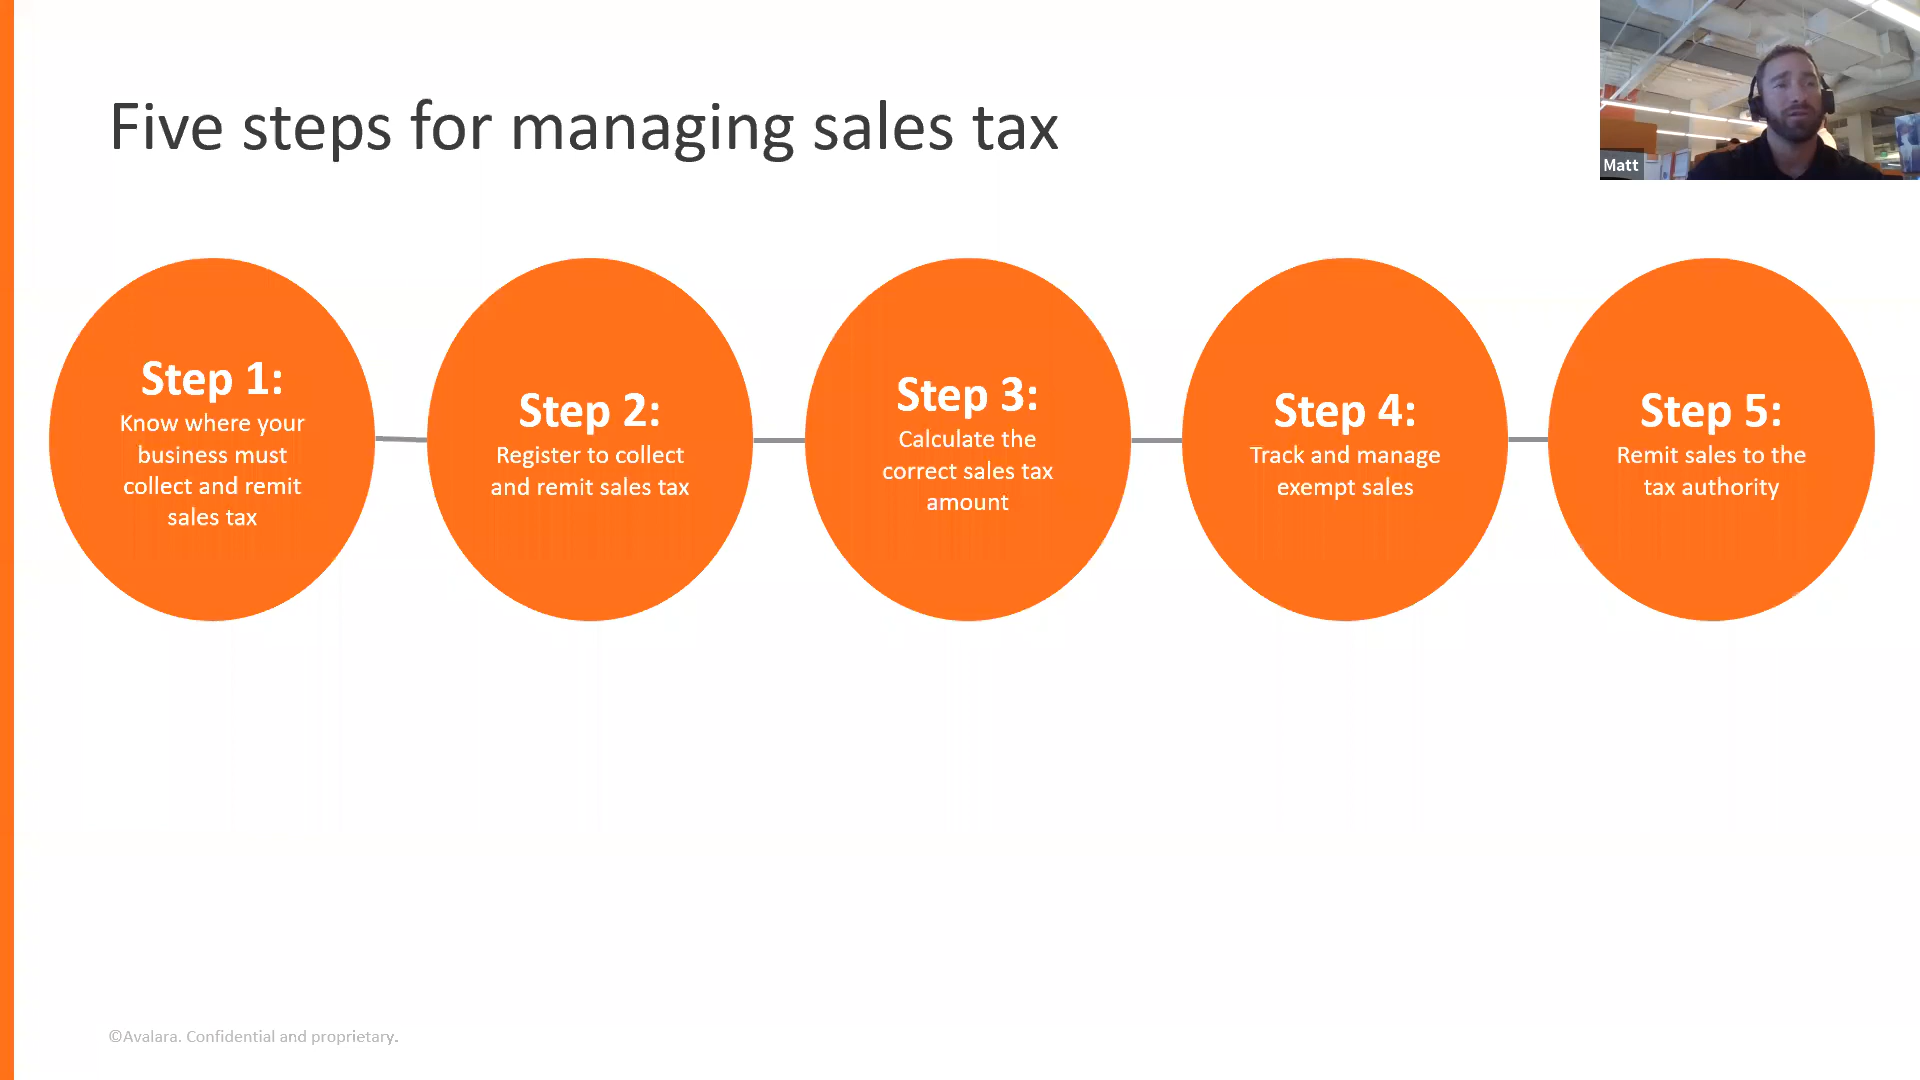 Five steps for managing sales tax
Matt
Step 1:
Know where your
business must
collect and remit
sales tax
Step 2:
Register to collect
and remit sales tax
Step 3:
Calculate the
correct sales tax
amount
Step 4:
Track and manage
exempt sales
Step 5:
Remit sales to the
tax authority
©Avalara. Confidential and proprietary.